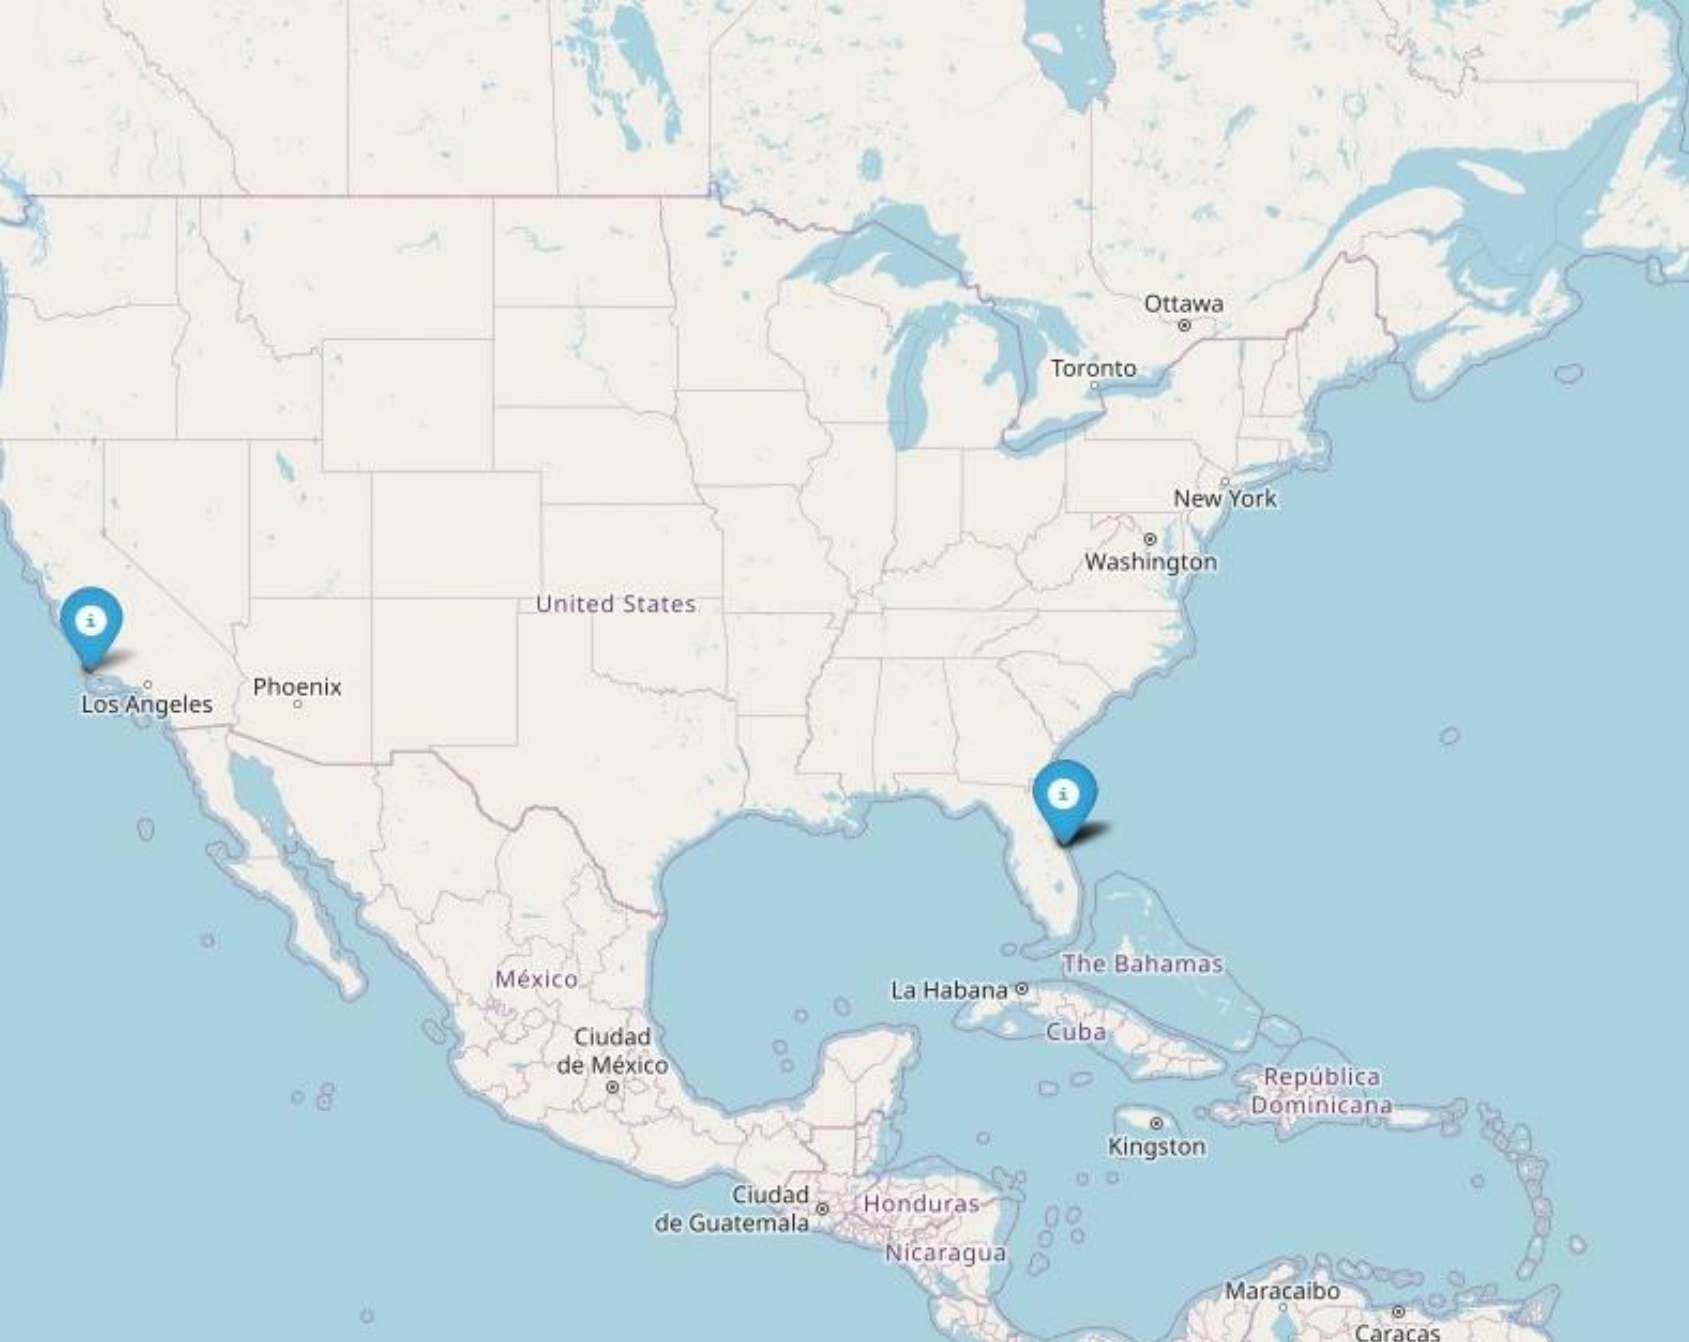 Ottawa
Toronto
New York
Washington
i
United States
Phoenix
Los Angeles
i
The Bahamas
México
La Habana
Cuba
Ciudad
de México
República
Dominicana
Kingston
Ciudad
de Guatemala
Honduras
Nicaragua
Maracaibo
Caracas